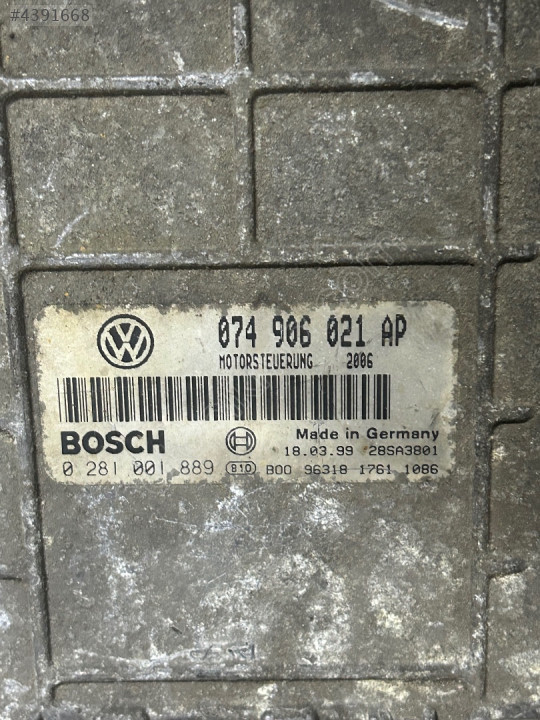 #4391668
074 906 021 AP
MOTORSTEUERUNG 2006
BOSCH
Made in Germany
18.03.99 28SA3801
0 281 001 889 810 B00 96318 1761 1086